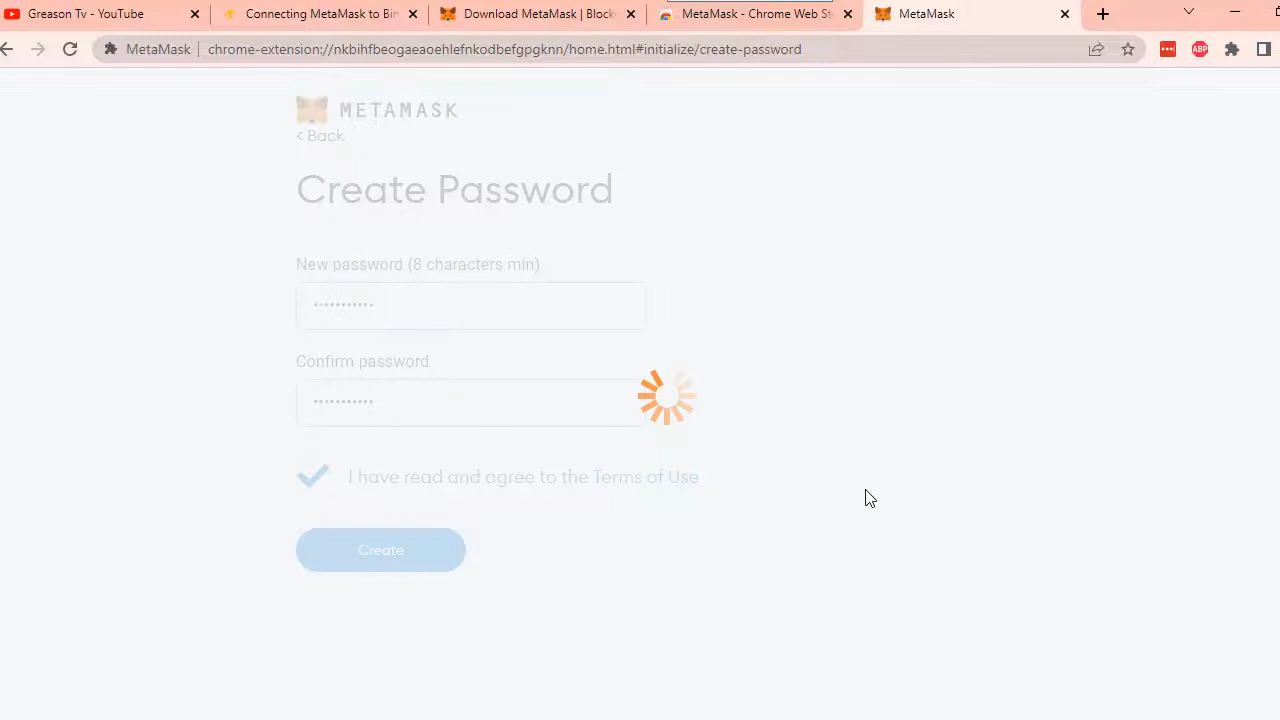 Greason Tv - YouTube
Connecting MetaMask to Bin
Download MetaMask | Block
MetaMask - Chrome Web St
MetaMask
MetaMask
chrome-extension://nkbihfbeogaeaoehlefnkodbefgpgknn/home.html#initialize/create-password
ABP
METAMASK
< Back
Create Password
New password (8 characters min)
•••••••••••
Confirm password
•••••••••••
I have read and agree to the Terms of Use
Create